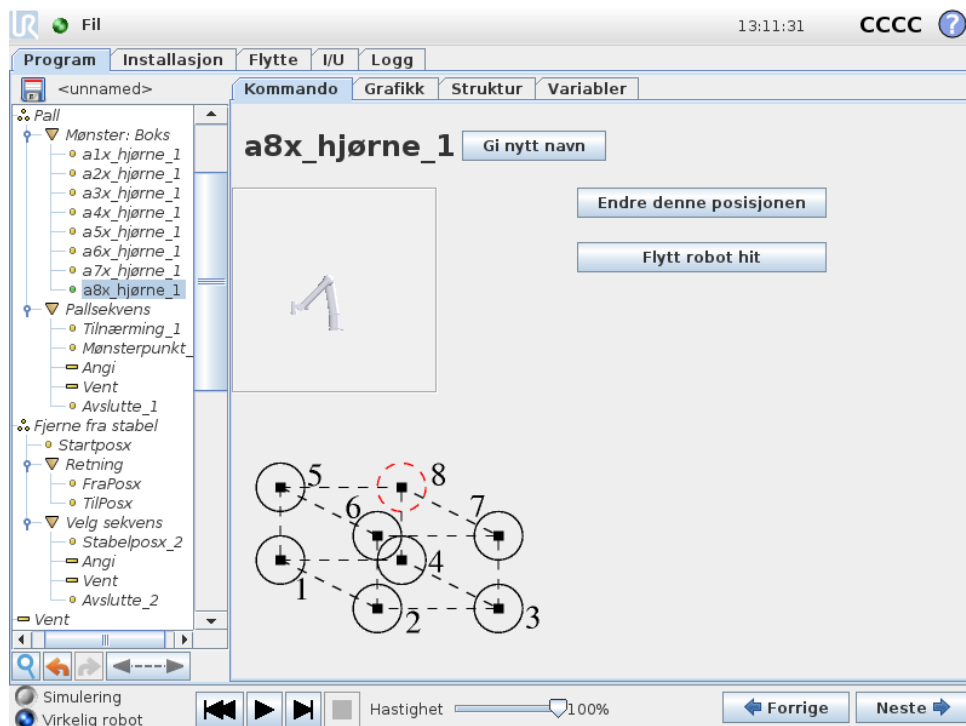 UR Fil 13:11:31 CCCC ?
Program Installasjon Flytte I/U Logg
<unnamed> Kommando Grafikk Struktur Variabler
Pall
Mønster: Boks
a1x_hjørne_1
a2x_hjørne_1
a3x_hjørne_1
a4x_hjørne_1
a5x_hjørne_1
a6x_hjørne_1
a7x_hjørne_1
a8x_hjørne_1
Pallsekvens
Tilnærming_1
Mønsterpunkt_
Angi
Vent
Avslutte_1
Fjerne fra stabel
Startposx
Retning
FraPosx
TilPosx
Velg sekvens
Stabelposx_2
Angi
Vent
Avslutte_2
Vent
a8x_hjørne_1 Gi nytt navn
Endre denne posisjonen
Flytt robot hit
5 8
6 7
1 4
2 3
Simulering
Virkelig robot
Hastighet 100% Forrige Neste